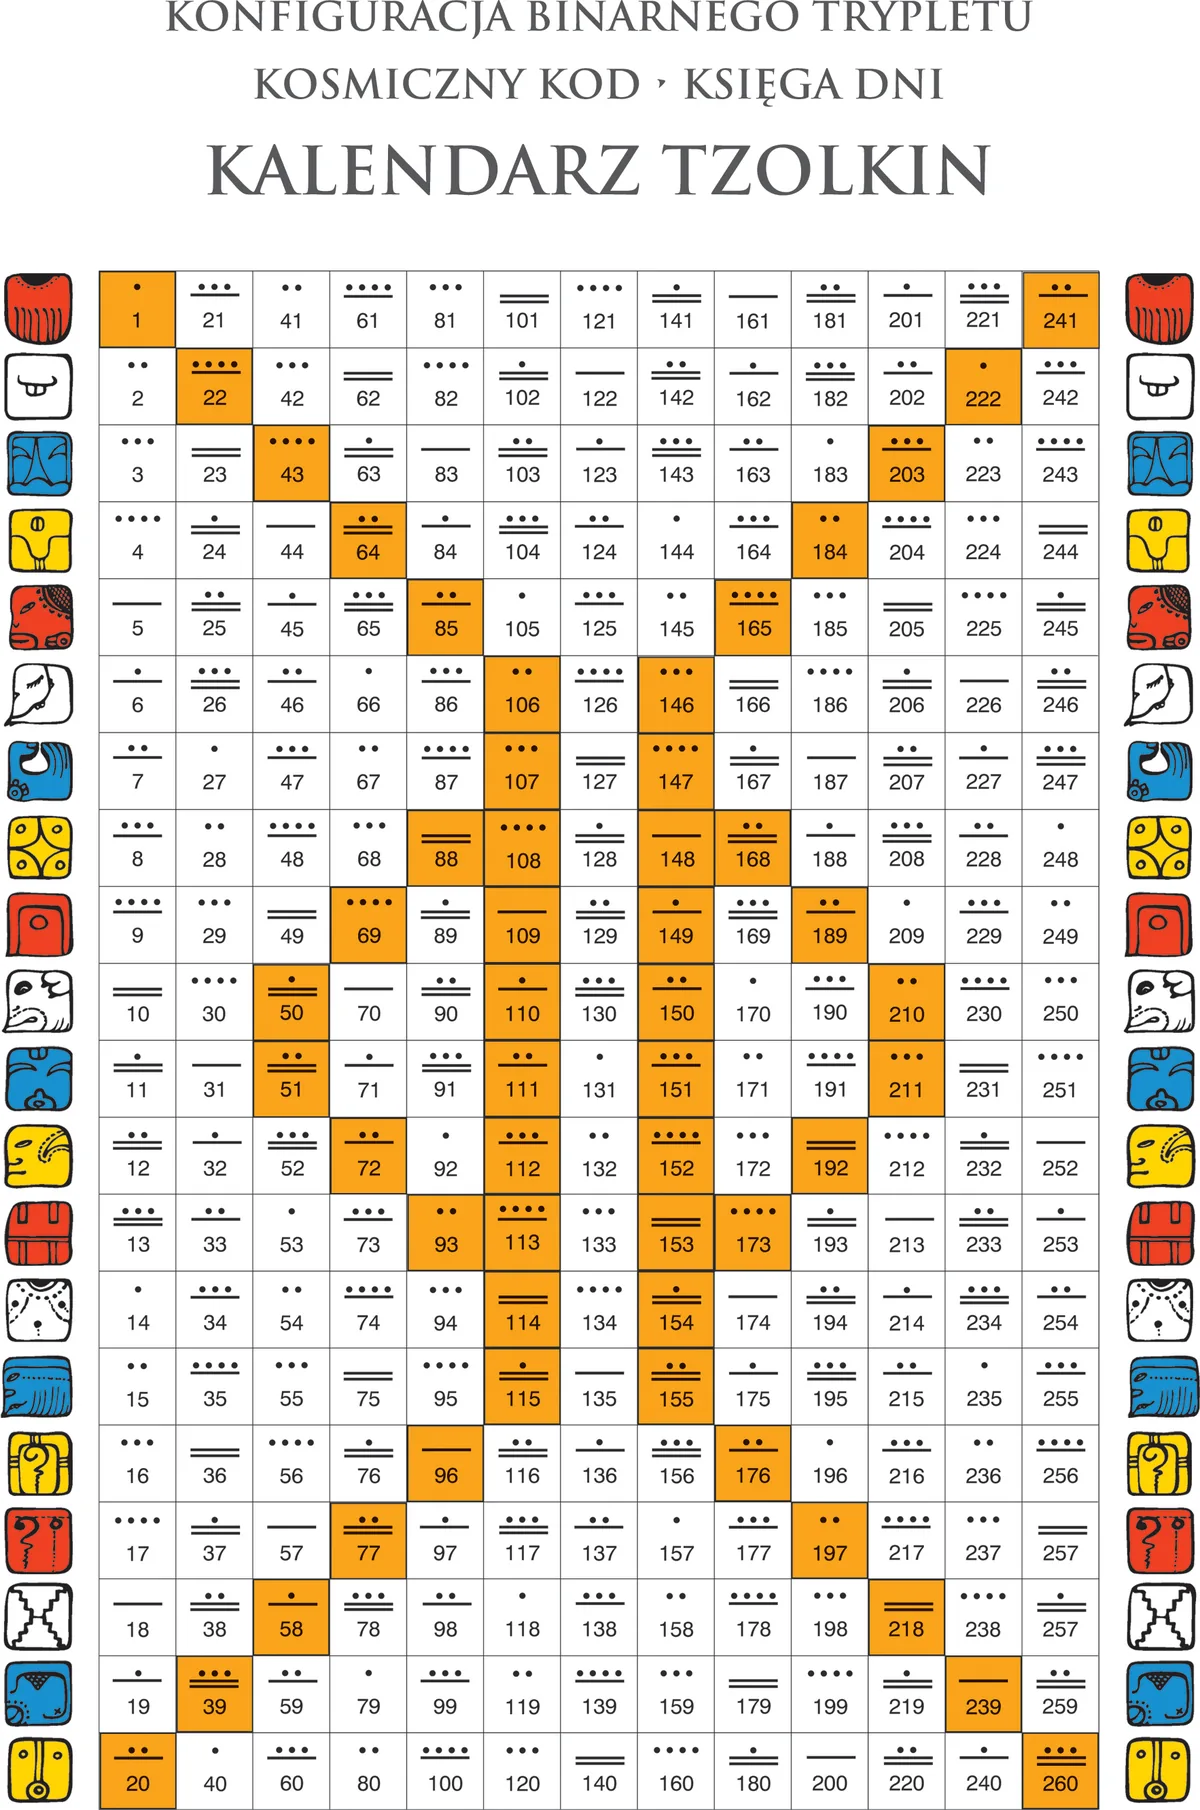 KONFIGURACJA BINARNEGO TRYPLETU
KOSMICZNY KOD · KSIĘGA DNI
KALENDARZ TZOLKIN
1 21 41 61 81 101 121 141 161 181 201 221 241
2 22 42 62 82 102 122 142 162 182 202 222 242
3 23 43 63 83 103 123 143 163 183 203 223 243
4 24 44 64 84 104 124 144 164 184 204 224 244
5 25 45 65 85 105 125 145 165 185 205 225 245
6 26 46 66 86 106 126 146 166 186 206 226 246
7 27 47 67 87 107 127 147 167 187 207 227 247
8 28 48 68 88 108 128 148 168 188 208 228 248
9 29 49 69 89 109 129 149 169 189 209 229 249
10 30 50 70 90 110 130 150 170 190 210 230 250
11 31 51 71 91 111 131 151 171 191 211 231 251
12 32 52 72 92 112 132 152 172 192 212 232 252
13 33 53 73 93 113 133 153 173 193 213 233 253
14 34 54 74 94 114 134 154 174 194 214 234 254
15 35 55 75 95 115 135 155 175 195 215 235 255
16 36 56 76 96 116 136 156 176 196 216 236 256
17 37 57 77 97 117 137 157 177 197 217 237 257
18 38 58 78 98 118 138 158 178 198 218 238 257
19 39 59 79 99 119 139 159 179 199 219 239 259
20 40 60 80 100 120 140 160 180 200 220 240 260